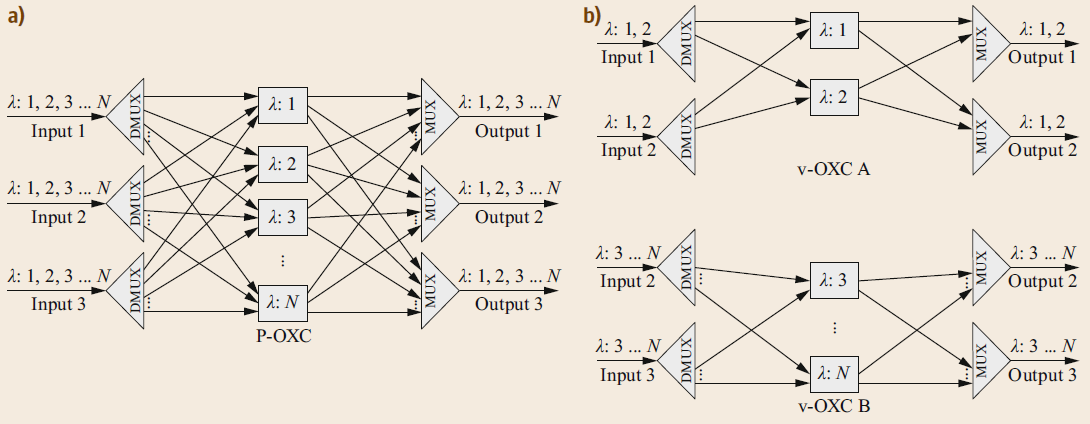 a)
λ: 1, 2, 3 ... N
Input 1
DMUX
λ: 1, 2, 3 ... N
Input 2
DMUX
λ: 1, 2, 3 ... N
Input 3
DMUX
λ: 1
λ: 2
λ: 3
...
λ: N
P-OXC
MUX
λ: 1, 2, 3 ... N
Output 1
MUX
λ: 1, 2, 3 ... N
Output 2
MUX
λ: 1, 2, 3 ... N
Output 3
b)
λ: 1, 2
Input 1
DMUX
λ: 1, 2
Input 2
DMUX
λ: 1
λ: 2
v-OXC A
MUX
λ: 1, 2
Output 1
MUX
λ: 1, 2
Output 2
λ: 3 ... N
Input 2
DMUX
λ: 3 ... N
Input 3
DMUX
λ: 3
...
λ: N
v-OXC B
MUX
λ: 3 ... N
Output 2
MUX
λ: 3 ... N
Output 3